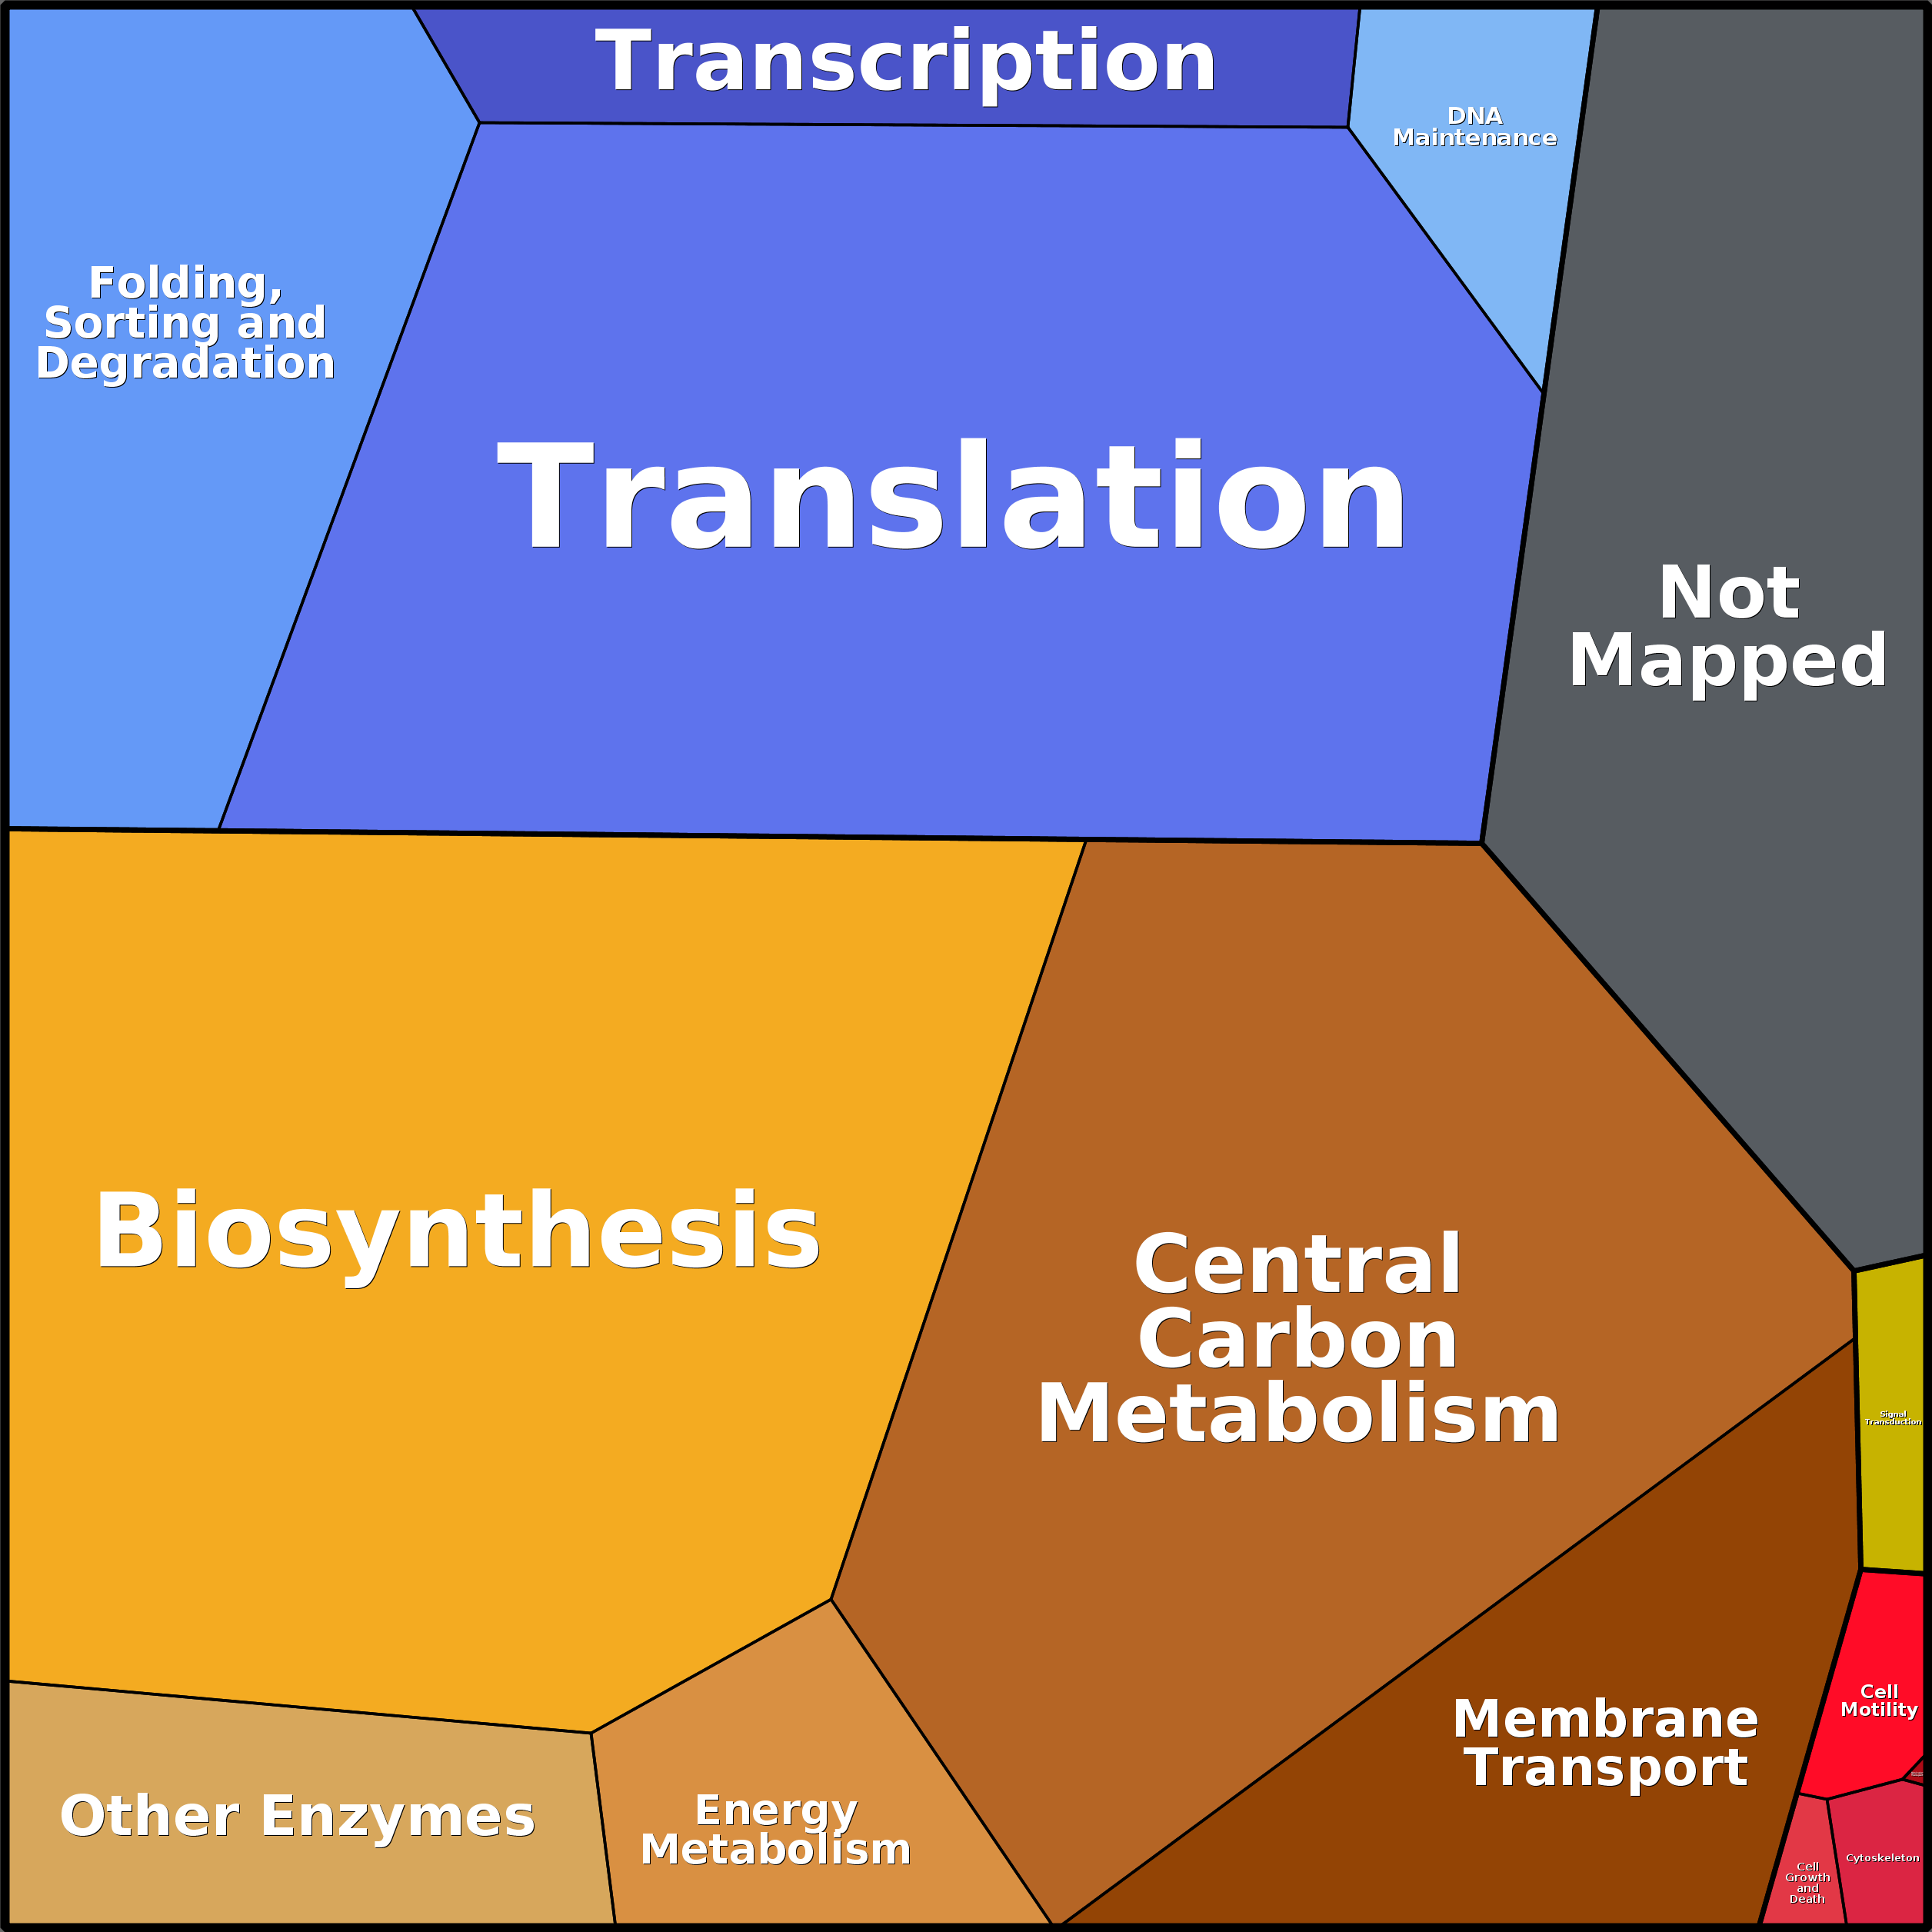 Transcription
DNA
Maintenance
Folding,
Sorting and
Degradation
Translation
Not
Mapped
Biosynthesis
Central
Carbon
Metabolism
Signal
Transduction
Membrane
Transport
Cell
Motility
Other Enzymes
Energy
Metabolism
Cytoskeleton
Cell
Growth
and
Death